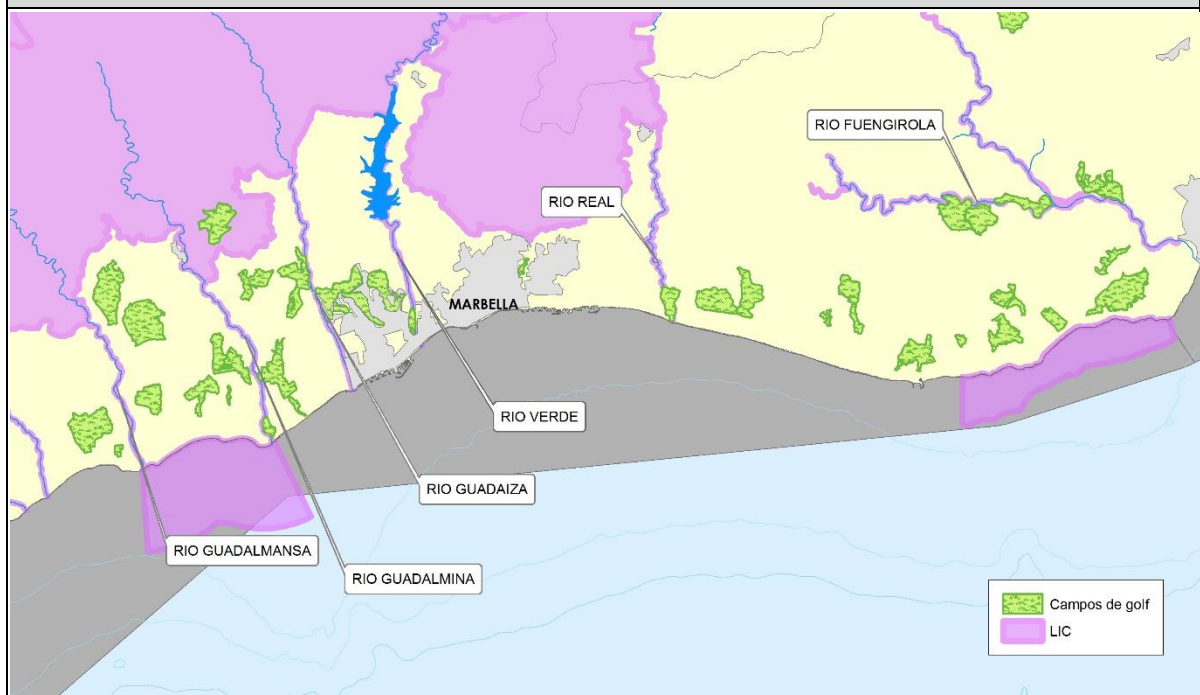 RIO FUENGIROLA
RIO REAL
MARBELLA
RIO VERDE
RIO GUADAIZA
RIO GUADALMANSA
RIO GUADALMINA
Campos de golf
LIC